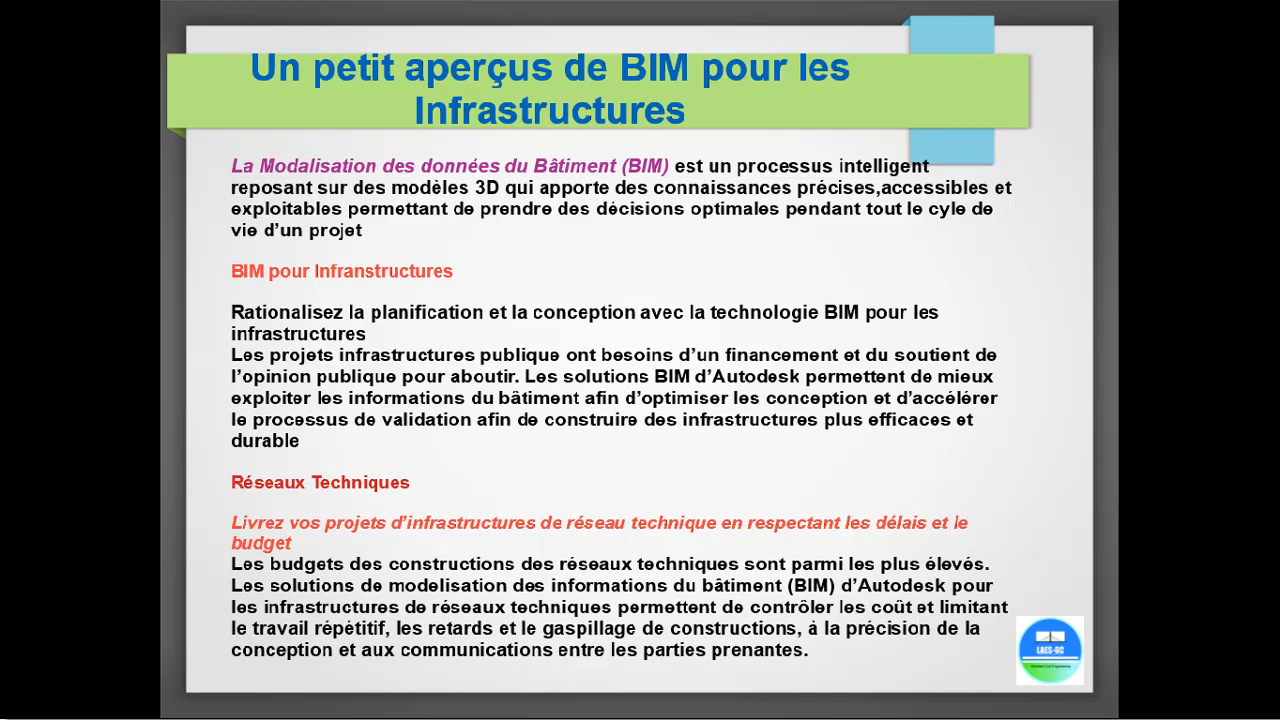 Un petit aperçus de BIM pour les
Infrastructures
La Modalisation des données du Bâtiment (BIM) est un processus intelligent
reposant sur des modèles 3D qui apporte des connaissances précises,accessibles et
exploitables permettant de prendre des décisions optimales pendant tout le cyle de
vie d’un projet
BIM pour Infranstructures
Rationalisez la planification et la conception avec la technologie BIM pour les
infrastructures
Les projets infrastructures publique ont besoins d’un financement et du soutient de
l’opinion publique pour aboutir. Les solutions BIM d’Autodesk permettent de mieux
exploiter les informations du bâtiment afin d’optimiser les conception et d’accélérer
le processus de validation afin de construire des infrastructures plus efficaces et
durable
Réseaux Techniques
Livrez vos projets d’infrastructures de réseau technique en respectant les délais et le
budget
Les budgets des constructions des réseaux techniques sont parmi les plus élevés.
Les solutions de modelisation des informations du bâtiment (BIM) d’Autodesk pour
les infrastructures de réseaux techniques permettent de contrôler les coût et limitant
le travail répétitif, les retards et le gaspillage de constructions, à la précision de la
conception et aux communications entre les parties prenantes.
LAES-GC